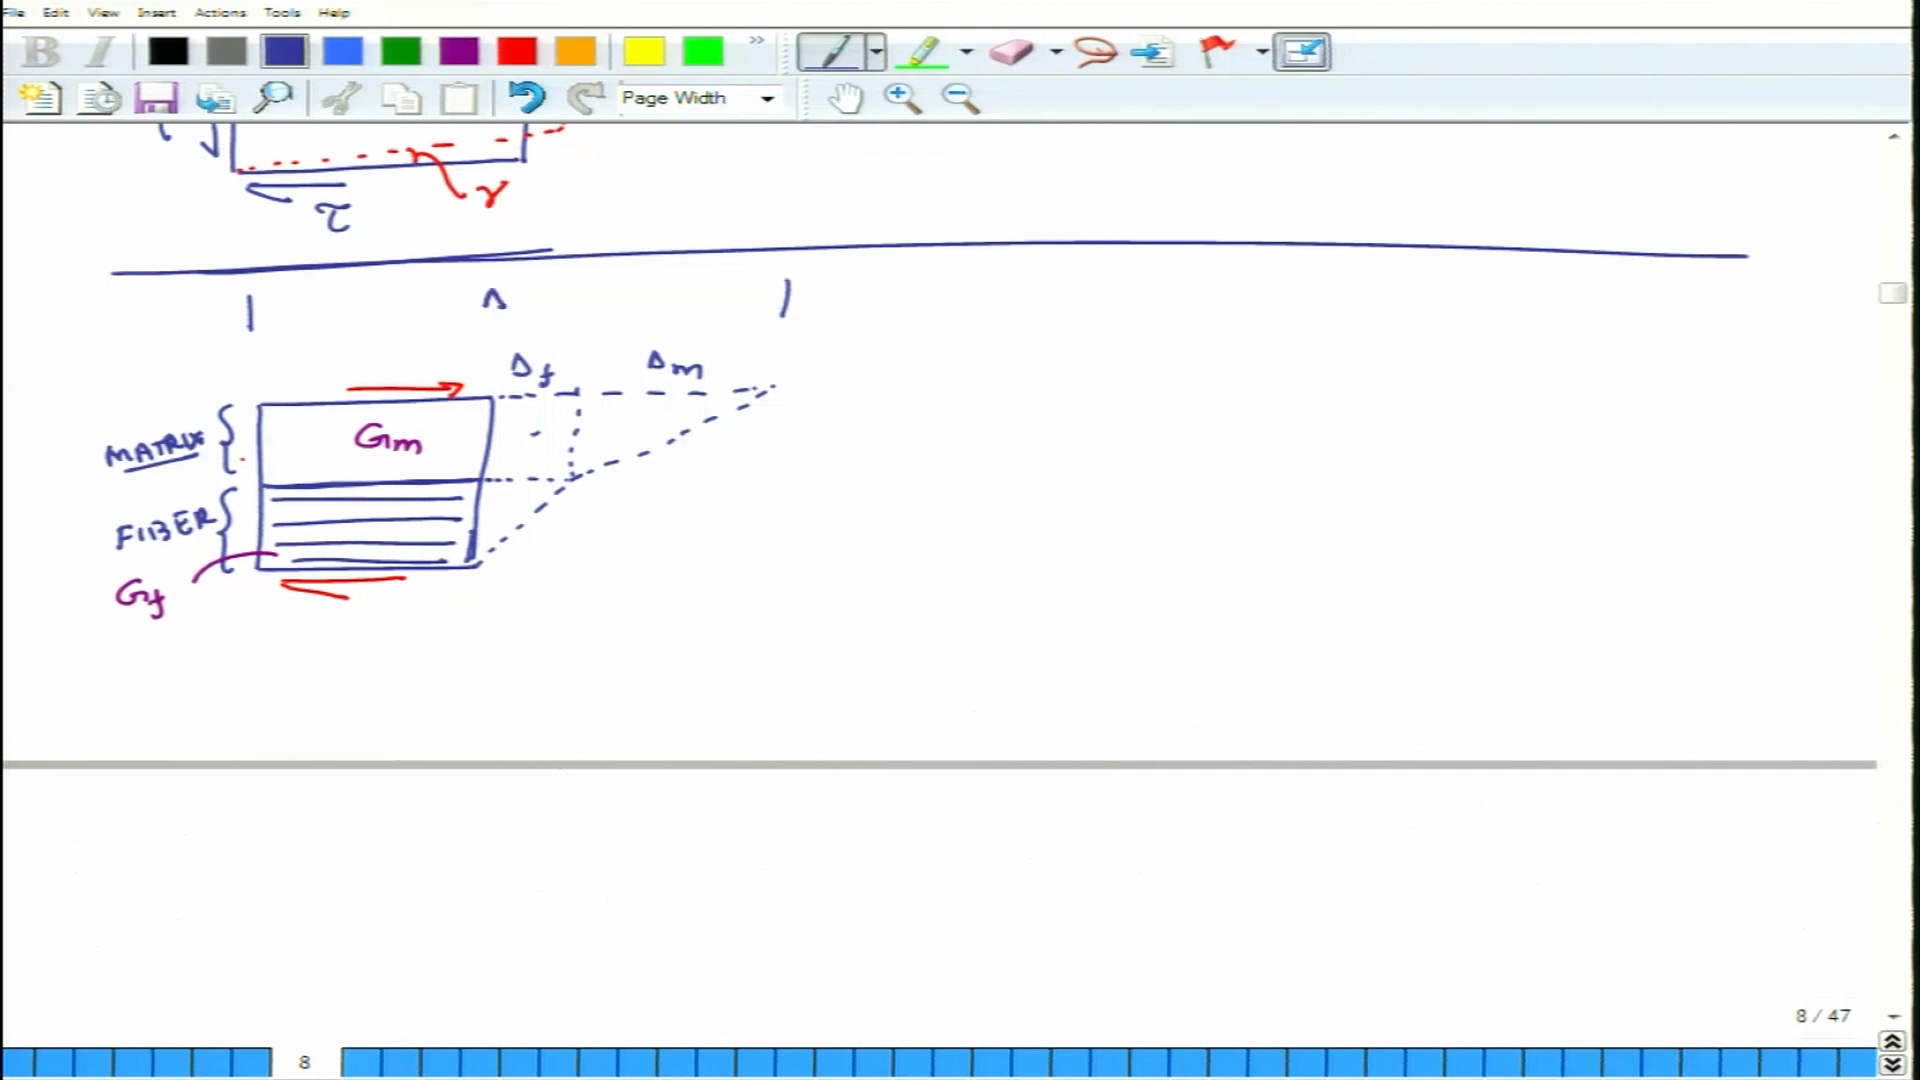 File Edit View Insert Actions Tools Help
B I
Page Width
τ
γ
Δ
Δf Δm
MATRIX
Gm
FIBER
Gf
8 / 47
8